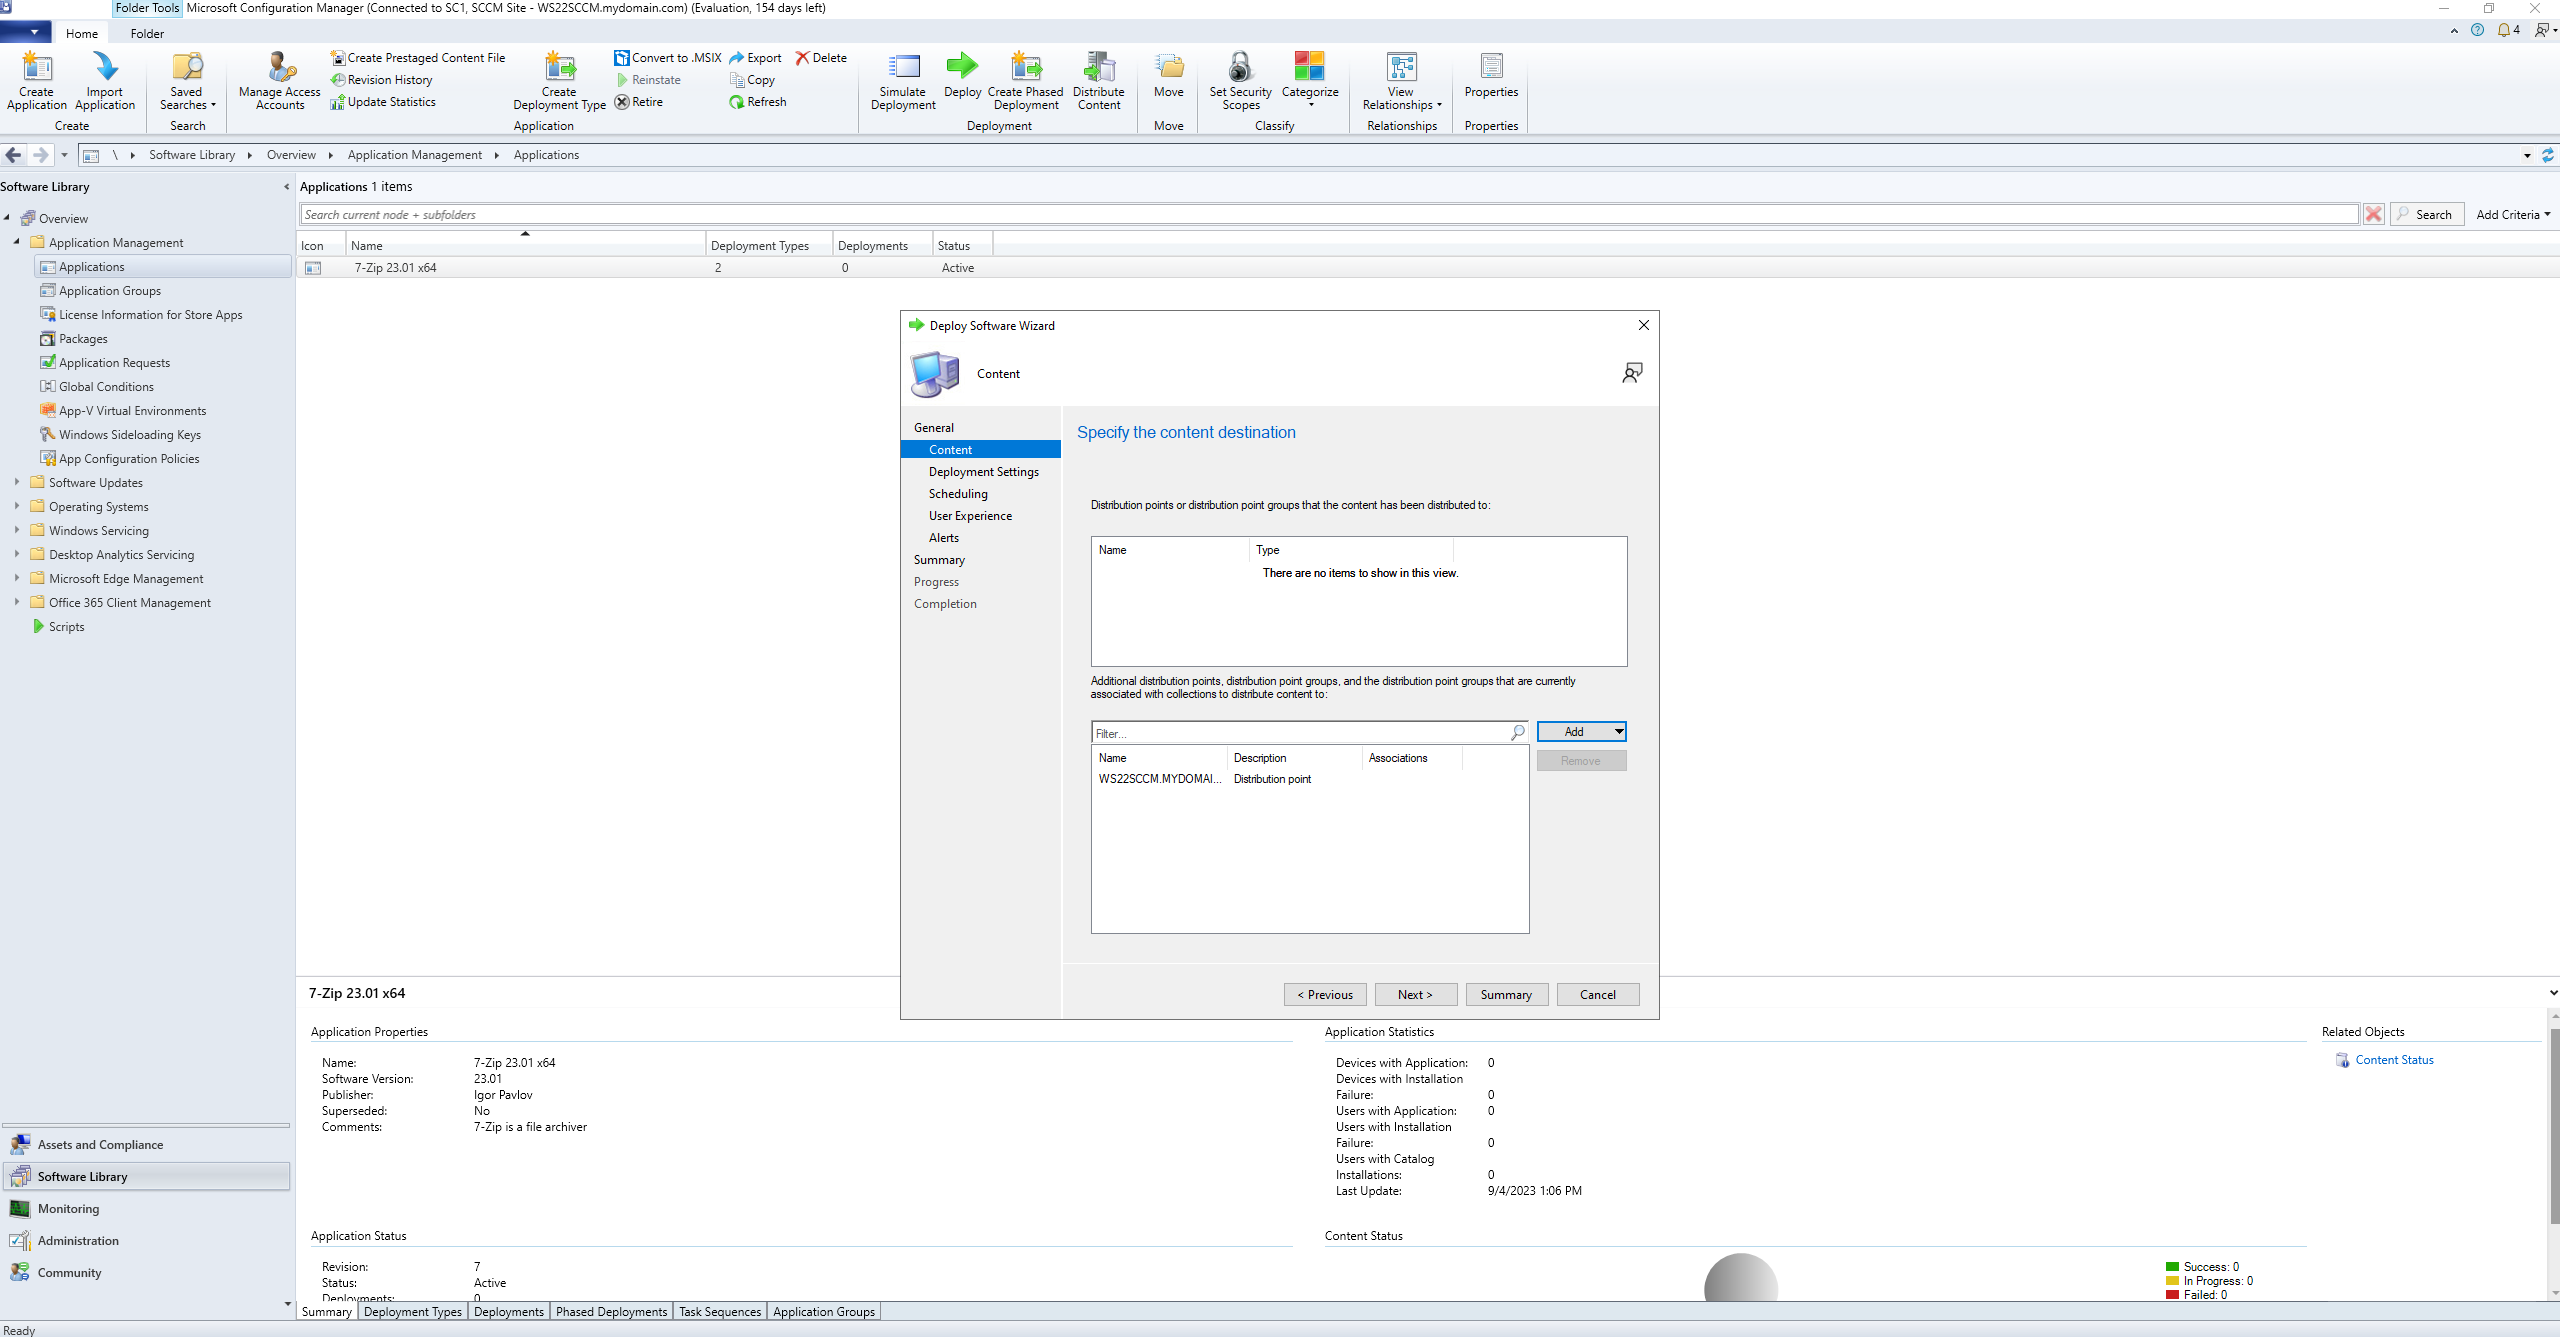 Folder Tools Microsoft Configuration Manager (Connected to SC1, SCCM Site - WS22SCCM.mydomain.com) (Evaluation, 154 days left)
Home Folder
4
Create Application
Import Application
Create
Saved Searches
Search
Manage Access Accounts
Create Prestaged Content File
Revision History
Update Statistics
Create Deployment Type
Convert to .MSIX
Reinstate
Retire
Export
Copy
Refresh
Delete
Application
Simulate Deployment
Deploy
Create Phased Deployment
Distribute Content
Deployment
Move
Move
Set Security Scopes
Categorize
Classify
View Relationships
Relationships
Properties
Properties
\ Software Library Overview Application Management Applications
Software Library
Overview
Application Management
Applications
Application Groups
License Information for Store Apps
Packages
Application Requests
Global Conditions
App-V Virtual Environments
Windows Sideloading Keys
App Configuration Policies
Software Updates
Operating Systems
Windows Servicing
Desktop Analytics Servicing
Microsoft Edge Management
Office 365 Client Management
Scripts
Assets and Compliance
Software Library
Monitoring
Administration
Community
Applications 1 items
Search current node + subfolders
Search Add Criteria
Icon Name Deployment Types Deployments Status
7-Zip 23.01 x64 2 0 Active
Deploy Software Wizard
Content
General
Content
Deployment Settings
Scheduling
User Experience
Alerts
Summary
Progress
Completion
Specify the content destination
Distribution points or distribution point groups that the content has been distributed to:
Name Type
There are no items to show in this view.
Additional distribution points, distribution point groups, and the distribution point groups that are currently
associated with collections to distribute content to:
Filter...
Add
Remove
Name Description Associations
WS22SCCM.MYDOMAI... Distribution point
< Previous Next > Summary Cancel
7-Zip 23.01 x64
Application Properties
Name: 7-Zip 23.01 x64
Software Version: 23.01
Publisher: Igor Pavlov
Superseded: No
Comments: 7-Zip is a file archiver
Application Statistics
Devices with Application: 0
Devices with Installation
Failure: 0
Users with Application: 0
Users with Installation
Failure: 0
Users with Catalog
Installations: 0
Last Update: 9/4/2023 1:06 PM
Related Objects
Content Status
Application Status
Revision: 7
Status: Active
Deployments: 0
Content Status
Success: 0
In Progress: 0
Failed: 0
Summary Deployment Types Deployments Phased Deployments Task Sequences Application Groups
Ready